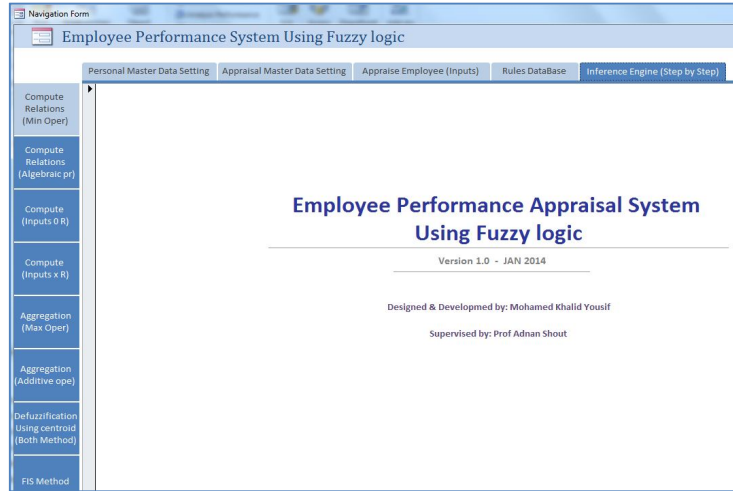 Navigation Form
Employee Performance System Using Fuzzy logic
Personal Master Data Setting Appraisal Master Data Setting Appraise Employee (Inputs) Rules DataBase Inference Engine (Step by Step)
Compute
Relations
(Min Oper)
Compute
Relations
(Algebraic pr)
Compute
(Inputs 0 R)
Compute
(Inputs x R)
Aggregation
(Max Oper)
Aggregation
(Additive ope)
Defuzzification
Using centroid
(Both Method)
FIS Method
Employee Performance Appraisal System
Using Fuzzy logic
Version 1.0 - JAN 2014
Designed & Developmed by: Mohamed Khalid Yousif
Supervised by: Prof Adnan Shout